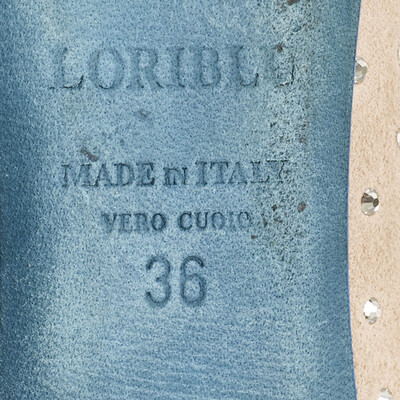 LORIBLU
MADE IN ITALY
VERO CUOIO
36